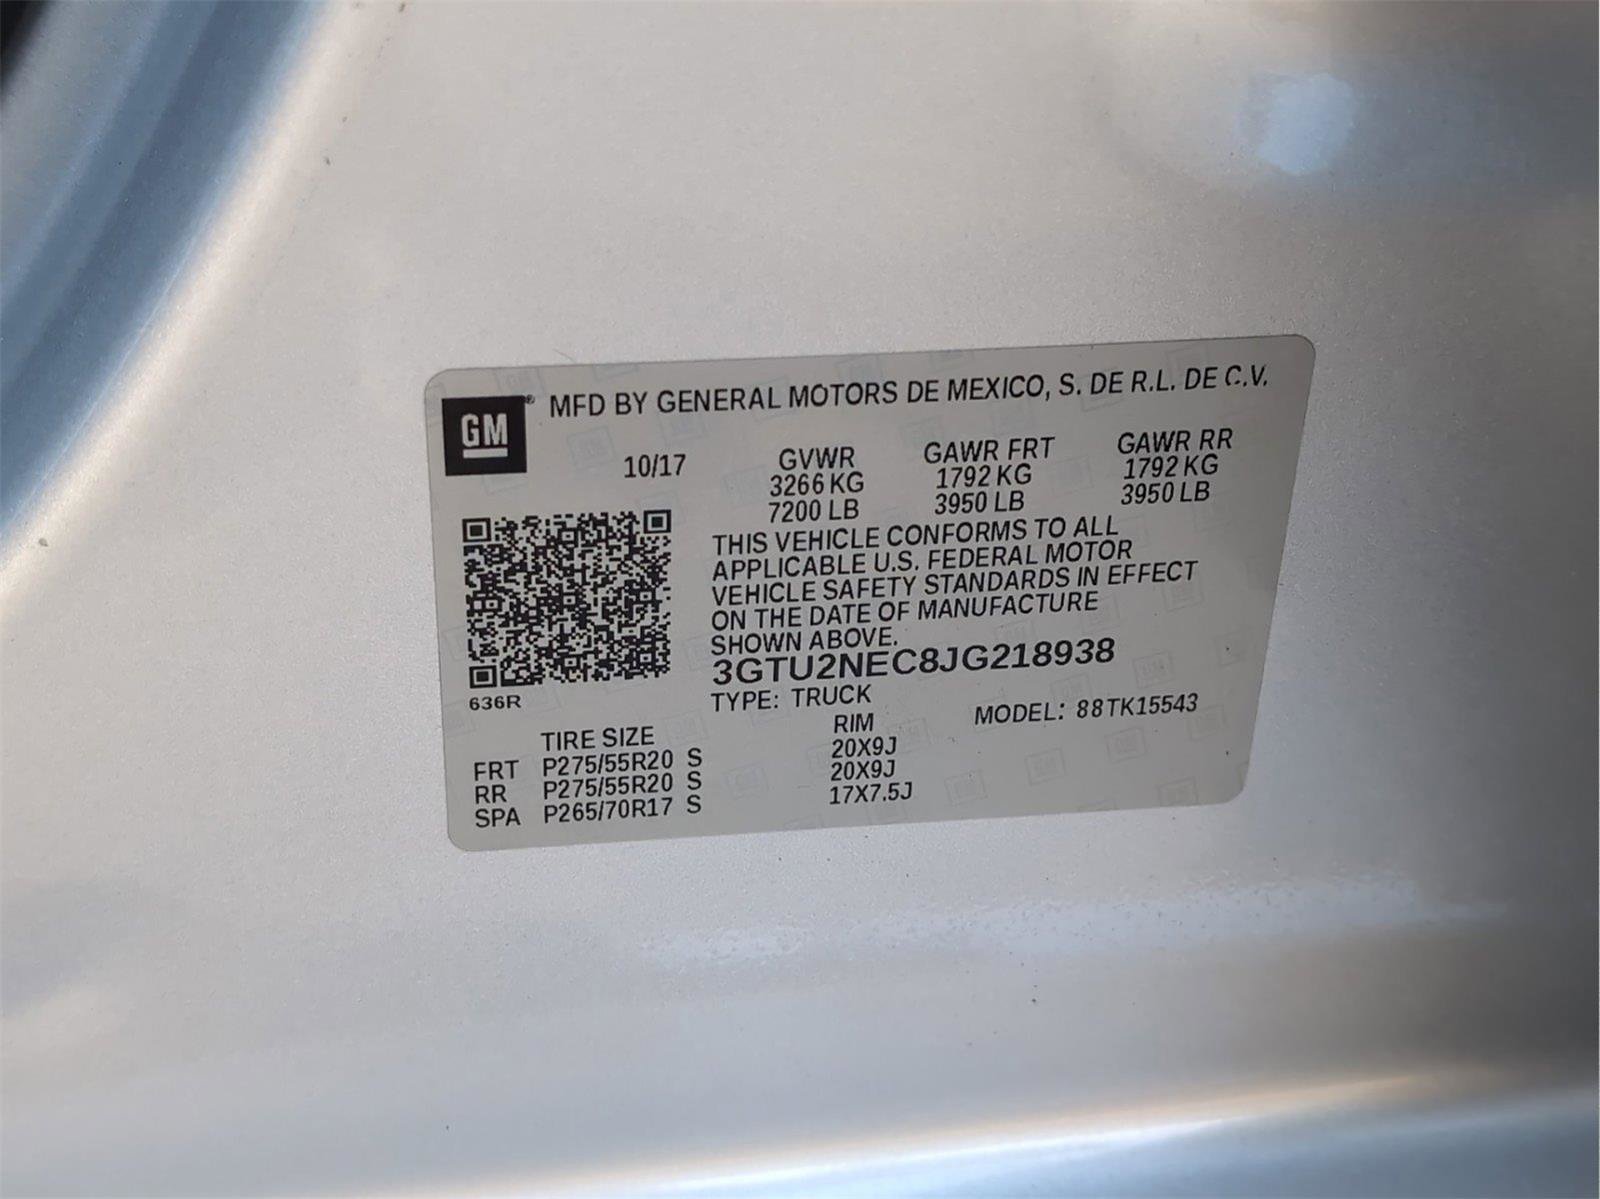 GM® MFD BY GENERAL MOTORS DE MEXICO, S. DE R.L. DE C.V.
10/17 GVWR GAWR FRT GAWR RR
3266 KG 1792 KG 1792 KG
7200 LB 3950 LB 3950 LB
THIS VEHICLE CONFORMS TO ALL
APPLICABLE U.S. FEDERAL MOTOR
VEHICLE SAFETY STANDARDS IN EFFECT
ON THE DATE OF MANUFACTURE
SHOWN ABOVE.
3GTU2NEC8JG218938
636R
TYPE: TRUCK
MODEL: 88TK15543
TIRE SIZE RIM
FRT P275/55R20 S 20X9J
RR P275/55R20 S 20X9J
SPA P265/70R17 S 17X7.5J